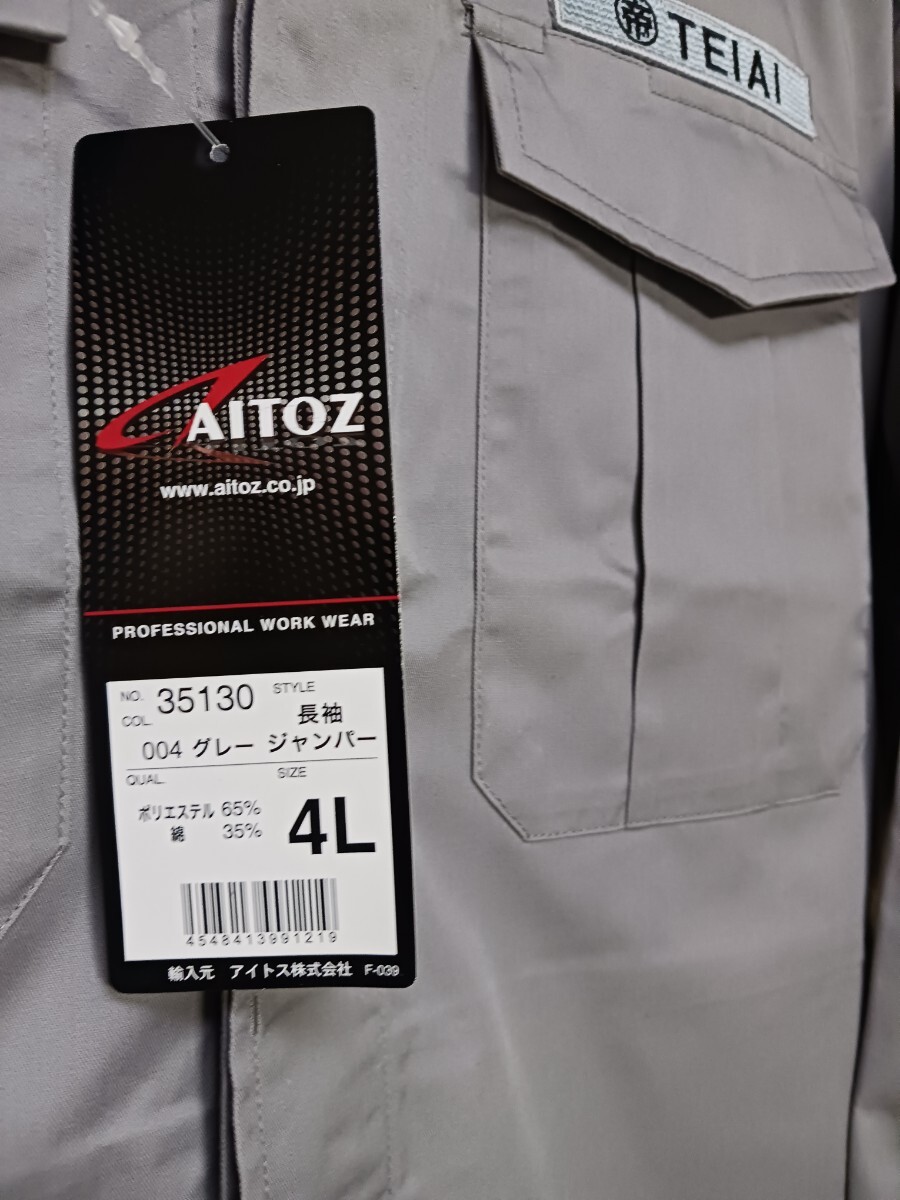 帝 TEIAI
AITOZ
www.aitoz.co.jp
PROFESSIONAL WORK WEAR
NO. 35130 STYLE
COL. 長袖
004 グレー ジャンパー
QUAL. SIZE
ポリエステル 65%
綿 35%
4L
4548413991219
輸入元 アイトス株式会社 F-039